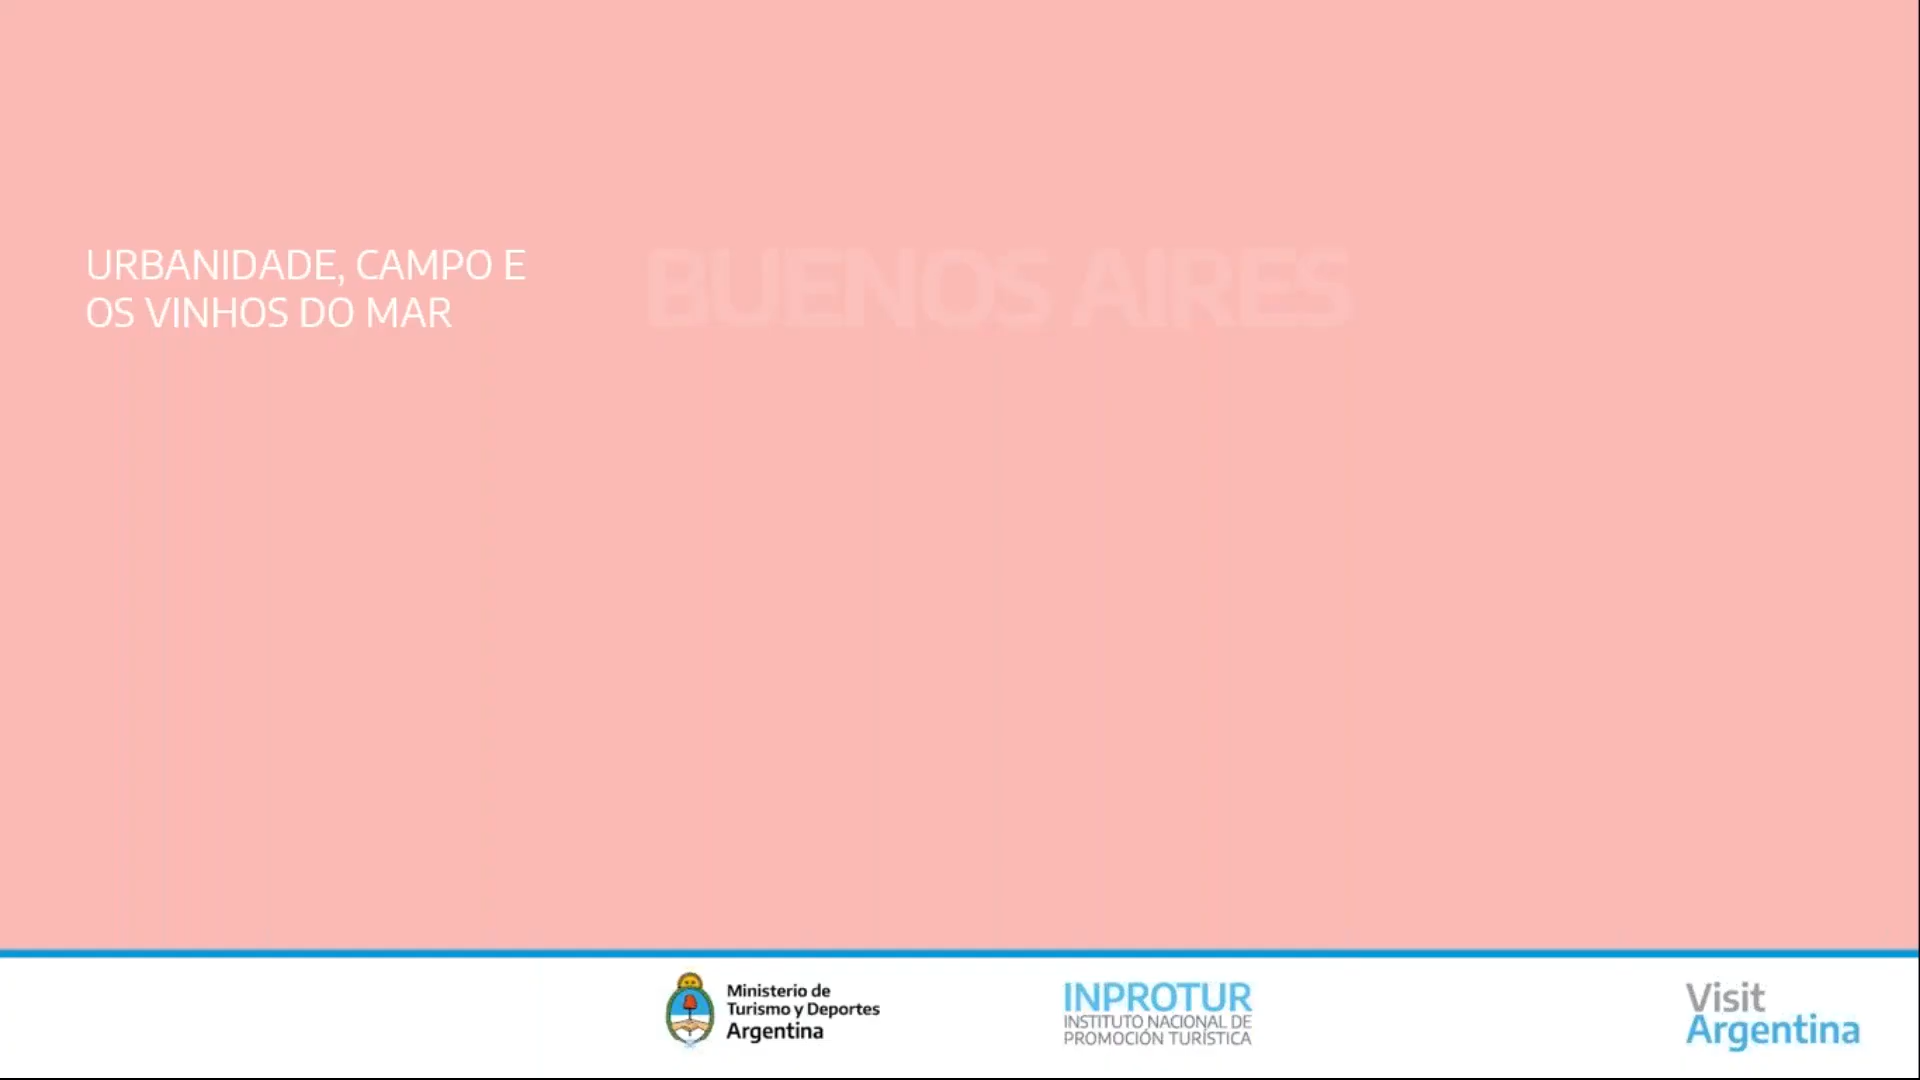 URBANIDADE, CAMPO E
OS VINHOS DO MAR
BUENOS AIRES
Ministerio de
Turismo y Deportes
Argentina
INPROTUR
INSTITUTO NACIONAL DE
PROMOCIÓN TURÍSTICA
Visit
Argentina